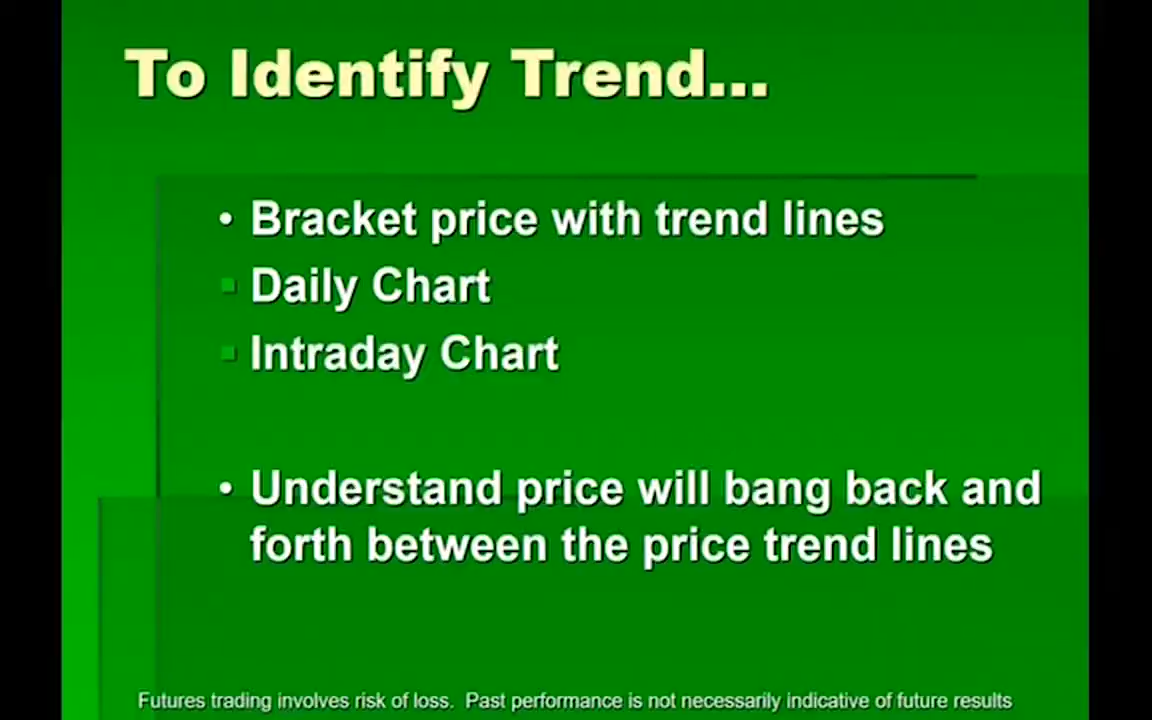 To Identify Trend...
• Bracket price with trend lines
▪ Daily Chart
▪ Intraday Chart
• Understand price will bang back and
forth between the price trend lines
Futures trading involves risk of loss.  Past performance is not necessarily indicative of future results